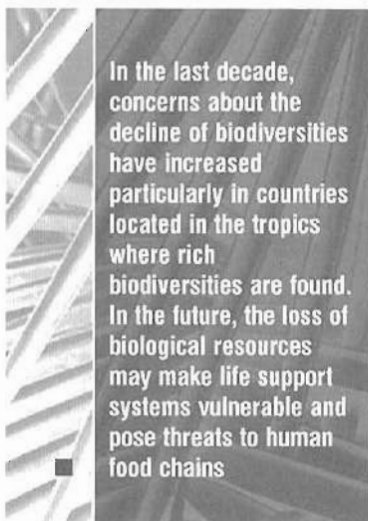 In the last decade,
concerns about the
decline of biodiversities
have increased
particularly in countries
located in the tropics
where rich
biodiversities are found.
In the future, the loss of
biological resources
may make life support
systems vulnerable and
pose threats to human
food chains